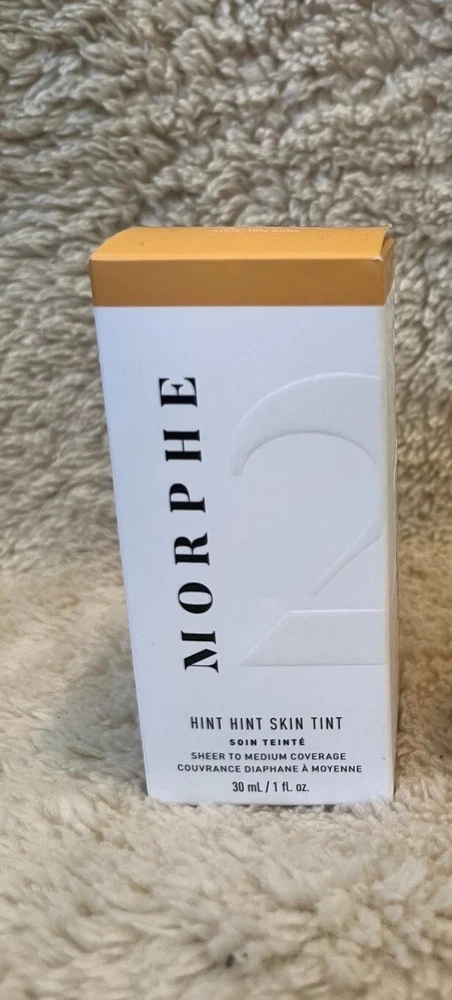 MORPHE
2
HINT HINT SKIN TINT
SOIN TEINTÉ
SHEER TO MEDIUM COVERAGE
COUVRANCE DIAPHANE À MOYENNE
30 mL / 1 fl. oz.